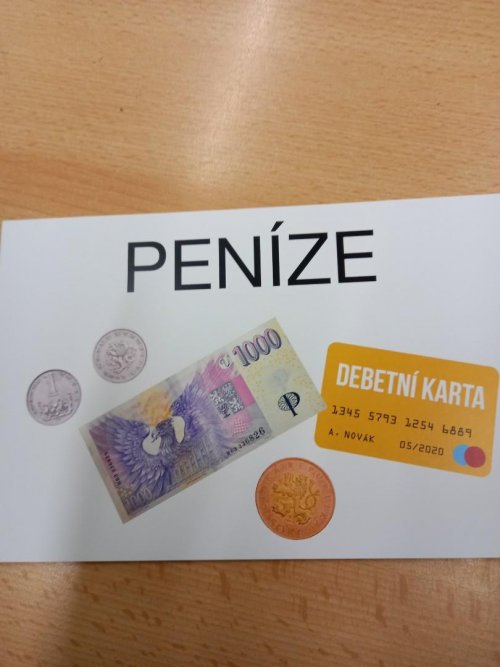 PENÍZE
1000
DEBETNÍ KARTA
1345 5793 1254 6889
A. NOVÁK 05/2020